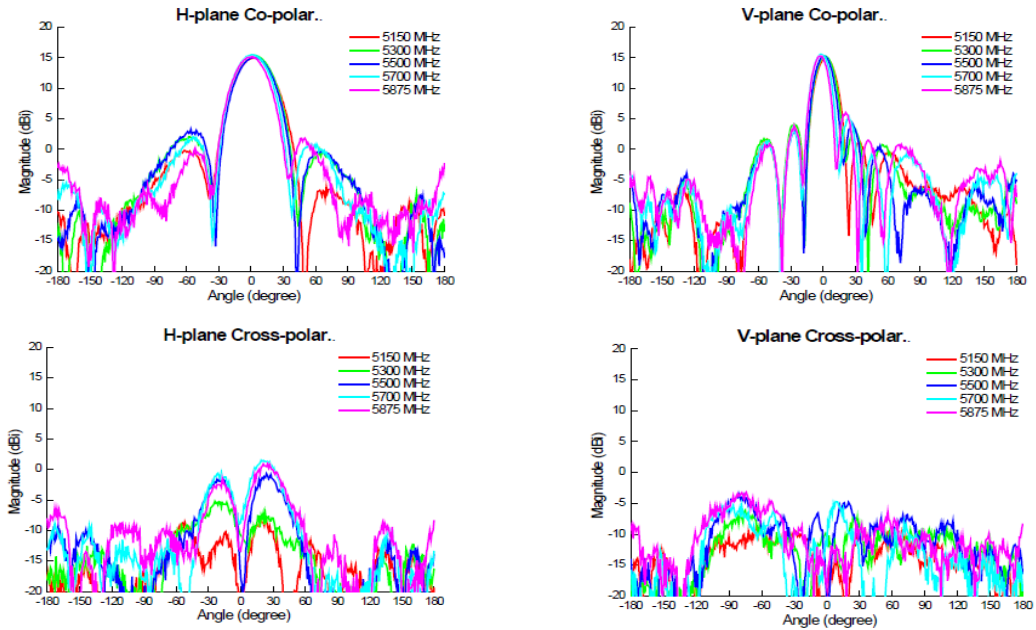 H-plane Co-polar..
20
15
10
5
0
-5
-10
-15
-20
Magnitude (dBi)
5150 MHz
5300 MHz
5500 MHz
5700 MHz
5875 MHz
-180 -150 -120 -90 -60 -30 0 30 60 90 120 150 180
Angle (degree)
V-plane Co-polar..
20
15
10
5
0
-5
-10
-15
-20
Magnitude (dBi)
5150 MHz
5300 MHz
5500 MHz
5700 MHz
5875 MHz
-180 -150 -120 -90 -60 -30 0 30 60 90 120 150 180
Angle (degree)
H-plane Cross-polar..
20
15
10
5
0
-5
-10
-15
-20
Magnitude (dBi)
5150 MHz
5300 MHz
5500 MHz
5700 MHz
5875 MHz
-180 -150 -120 -90 -60 -30 0 30 60 90 120 150 180
Angle (degree)
V-plane Cross-polar..
20
15
10
5
0
-5
-10
-15
-20
Magnitude (dBi)
5150 MHz
5300 MHz
5500 MHz
5700 MHz
5875 MHz
-180 -150 -120 -90 -60 -30 0 30 60 90 120 150 180
Angle (degree)